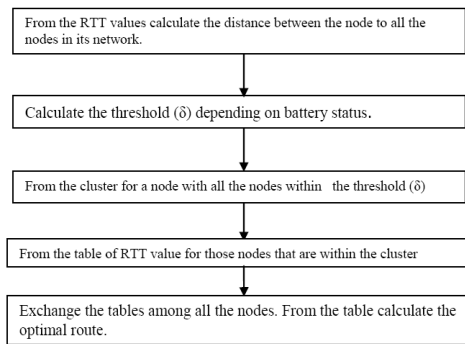 From the RTT values calculate the distance between the node to all the
nodes in its network.
Calculate the threshold (δ) depending on battery status.
From the cluster for a node with all the nodes within the threshold (δ)
From the table of RTT value for those nodes that are within the cluster
Exchange the tables among all the nodes. From the table calculate the
optimal route.